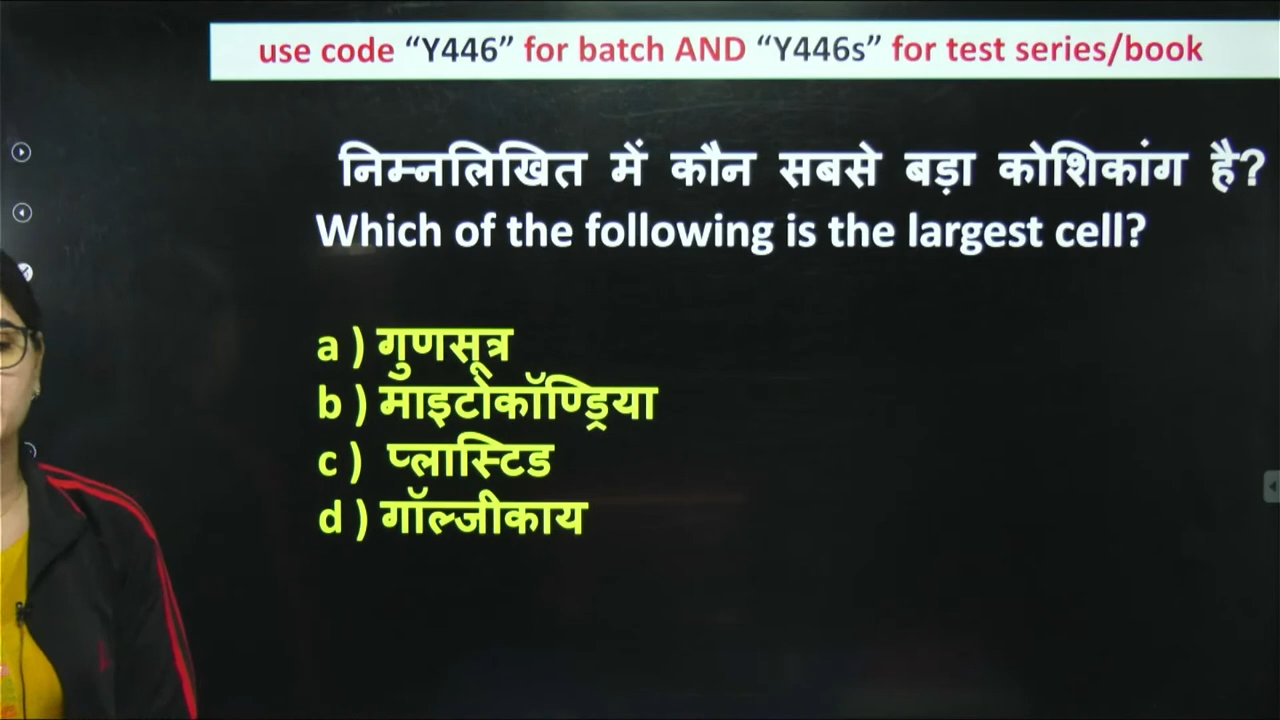 use code “Y446” for batch AND “Y446s” for test series/book
निम्नलिखित में कौन सबसे बड़ा कोशिकांग है?
Which of the following is the largest cell?
a ) गुणसूत्र
b ) माइटोकॉण्ड्रिया
c ) प्लास्टिड
d ) गॉल्जीकाय